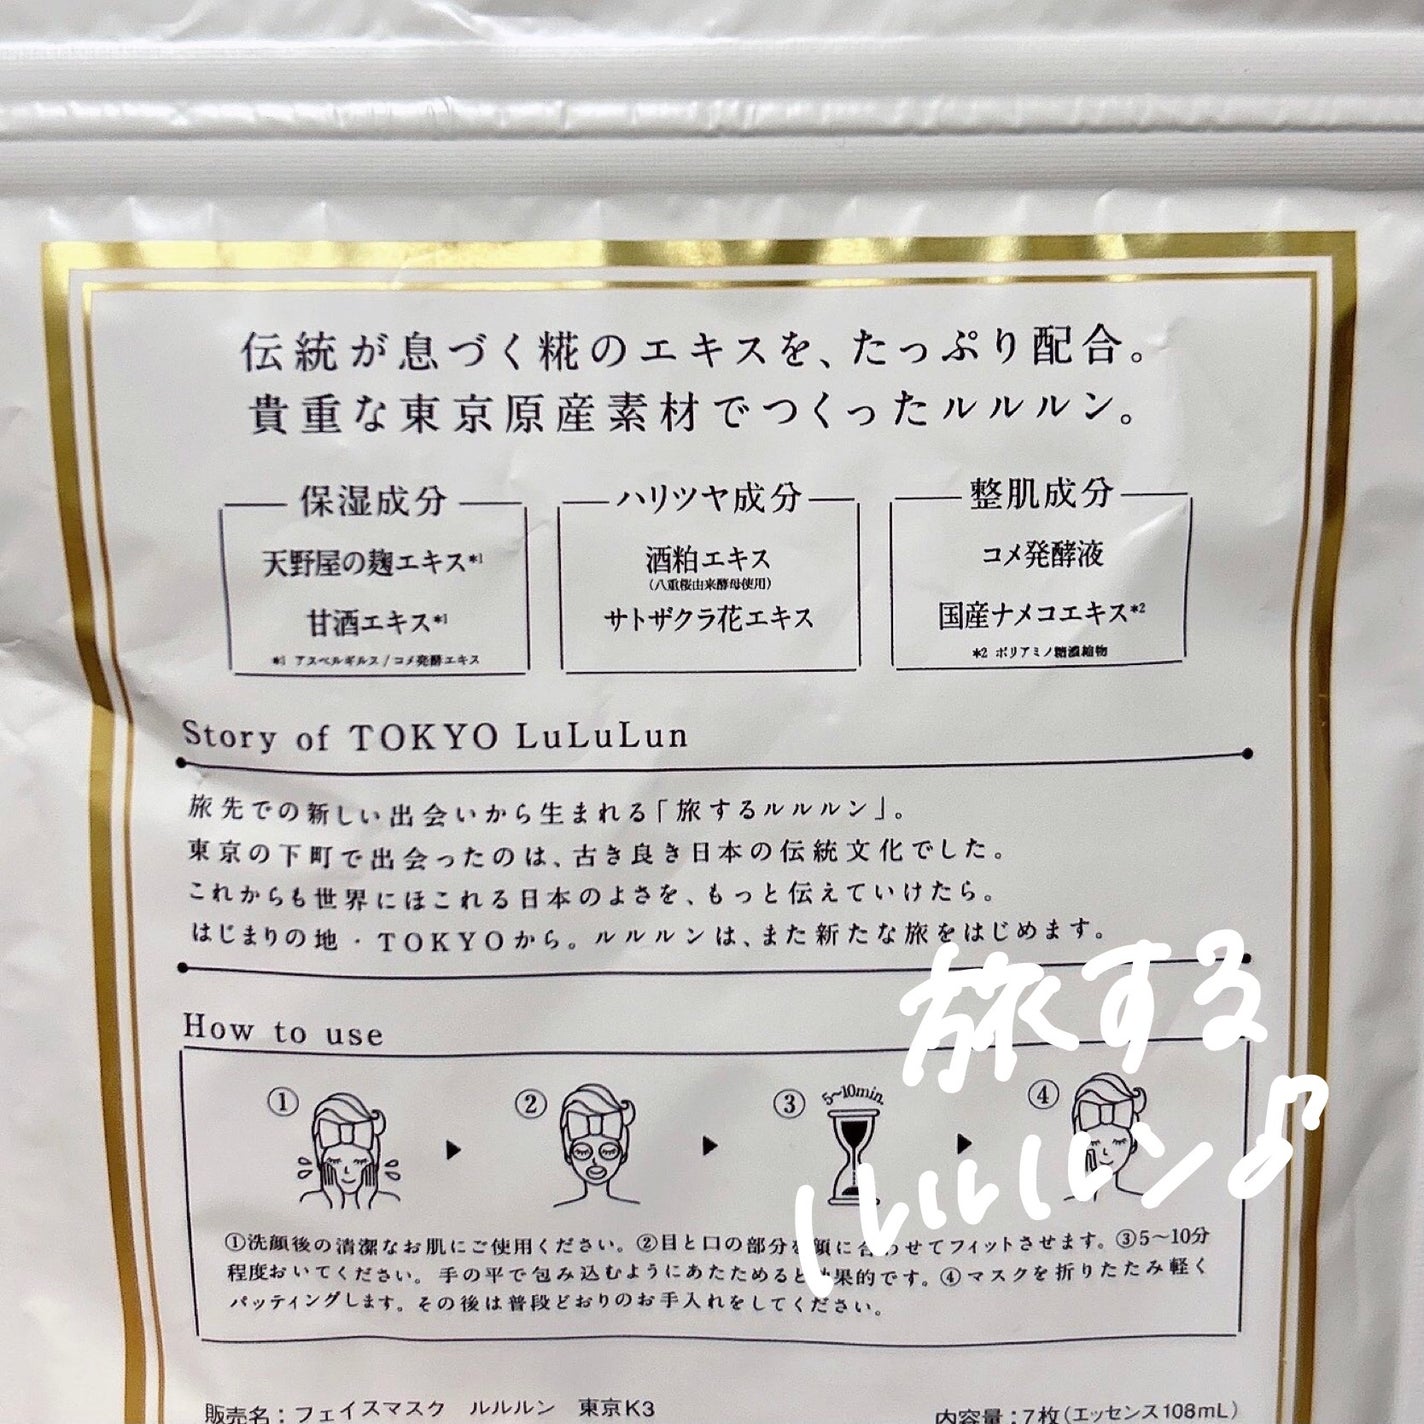 伝統が息づく糀のエキスを、たっぷり配合。
貴重な東京原産素材でつくったルルルン。
保湿成分
天野屋の麹エキス*1
甘酒エキス*1
*1 アスペルギルス/コメ発酵エキス
ハリツヤ成分
酒粕エキス
(八重桜由来酵母使用)
サトザクラ花エキス
整肌成分
コメ発酵液
国産ナメコエキス*2
*2 ポリアミノ糖濃縮物
Story of TOKYO LuLuLun
旅先での新しい出会いから生まれる「旅するルルルン」。
東京の下町で出会ったのは、古き良き日本の伝統文化でした。
これからも世界にほこれる日本のよさを、もっと伝えていけたら。
はじまりの地・TOKYOから。ルルルンは、また新たな旅をはじめます。
旅する
ルルルン♪
How to use
①
②
③ 5〜10min.
④
①洗顔後の清潔なお肌にご使用ください。②目と口の部分を顔に合わせてフィットさせます。③5〜10分
程度おいてください。手の平で包み込むようにあたためると効果的です。④マスクを折りたたみ軽く
パッティングします。その後は普段どおりのお手入れをしてください。
販売名:フェイスマスク ルルルン 東京K3
内容量:7枚(エッセンス108mL)